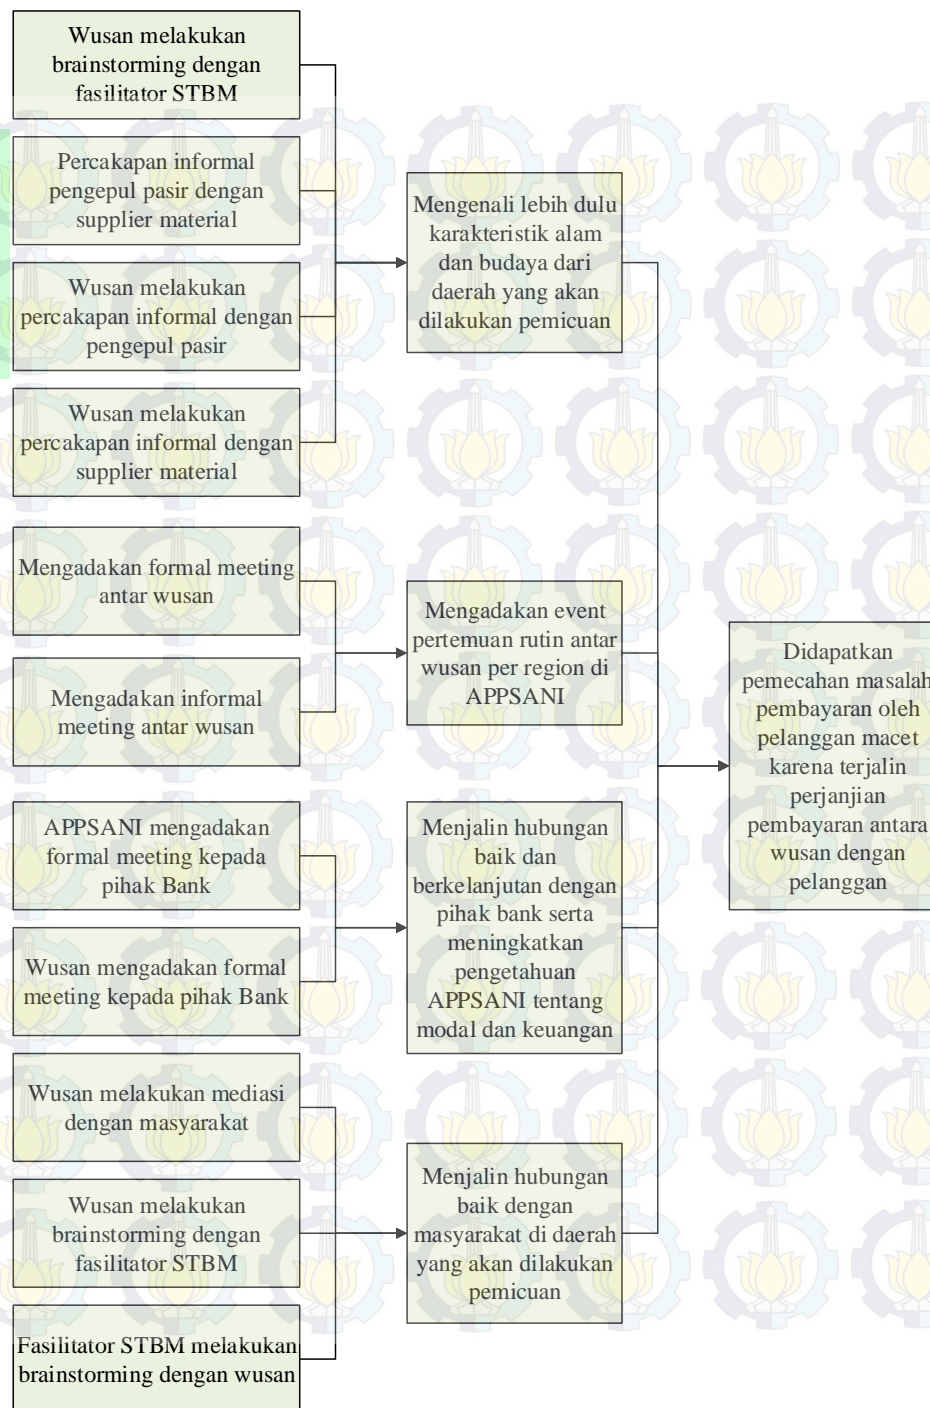 Wusan melakukan
brainstorming dengan
fasilitator STBM
Percakapan informal
pengepul pasir dengan
supplier material
Wusan melakukan
percakapan informal dengan
pengepul pasir
Wusan melakukan
percakapan informal dengan
supplier material
Mengenali lebih dulu
karakteristik alam
dan budaya dari
daerah yang akan
dilakukan pemicuan
Mengadakan formal meeting
antar wusan
Mengadakan informal
meeting antar wusan
Mengadakan event
pertemuan rutin antar
wusan per region di
APPSANI
APPSANI mengadakan
formal meeting kepada
pihak Bank
Wusan mengadakan formal
meeting kepada pihak Bank
Menjalin hubungan
baik dan
berkelanjutan dengan
pihak bank serta
meningkatkan
pengetahuan
APPSANI tentang
modal dan keuangan
Wusan melakukan mediasi
dengan masyarakat
Wusan melakukan
brainstorming dengan
fasilitator STBM
Fasilitator STBM melakukan
brainstorming dengan wusan
Menjalin hubungan
baik dengan
masyarakat di daerah
yang akan dilakukan
pemicuan
Didapatkan
pemecahan masalah
pembayaran oleh
pelanggan macet
karena terjalin
perjanjian
pembayaran antara
wusan dengan
pelanggan